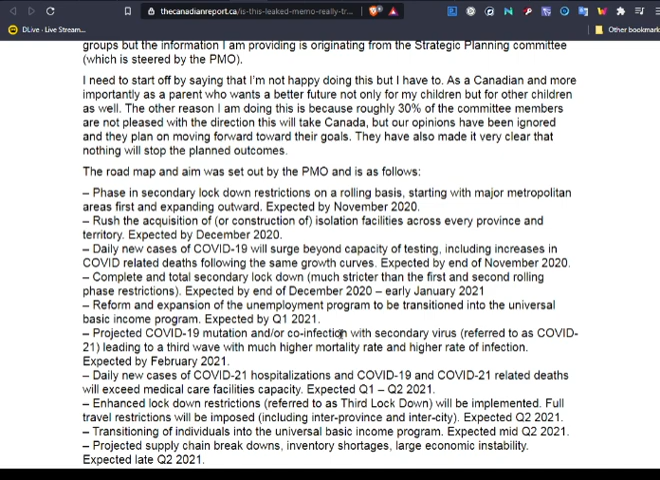 thecanadianreport.ca/is-this-leaked-memo-really-tr...
DLive - Live Stream...
Other bookmark
groups but the information I am providing is originating from the Strategic Planning committee
(which is steered by the PMO).
I need to start off by saying that I'm not happy doing this but I have to. As a Canadian and more
importantly as a parent who wants a better future not only for my children but for other children
as well. The other reason I am doing this is because roughly 30% of the committee members
are not pleased with the direction this will take Canada, but our opinions have been ignored
and they plan on moving forward toward their goals. They have also made it very clear that
nothing will stop the planned outcomes.
The road map and aim was set out by the PMO and is as follows:
– Phase in secondary lock down restrictions on a rolling basis, starting with major metropolitan
areas first and expanding outward. Expected by November 2020.
– Rush the acquisition of (or construction of) isolation facilities across every province and
territory. Expected by December 2020.
– Daily new cases of COVID-19 will surge beyond capacity of testing, including increases in
COVID related deaths following the same growth curves. Expected by end of November 2020.
– Complete and total secondary lock down (much stricter than the first and second rolling
phase restrictions). Expected by end of December 2020 – early January 2021
– Reform and expansion of the unemployment program to be transitioned into the universal
basic income program. Expected by Q1 2021.
– Projected COVID-19 mutation and/or co-infection with secondary virus (referred to as COVID-
21) leading to a third wave with much higher mortality rate and higher rate of infection.
Expected by February 2021.
– Daily new cases of COVID-21 hospitalizations and COVID-19 and COVID-21 related deaths
will exceed medical care facilities capacity. Expected Q1 – Q2 2021.
– Enhanced lock down restrictions (referred to as Third Lock Down) will be implemented. Full
travel restrictions will be imposed (including inter-province and inter-city). Expected Q2 2021.
– Transitioning of individuals into the universal basic income program. Expected mid Q2 2021.
– Projected supply chain break downs, inventory shortages, large economic instability.
Expected late Q2 2021.